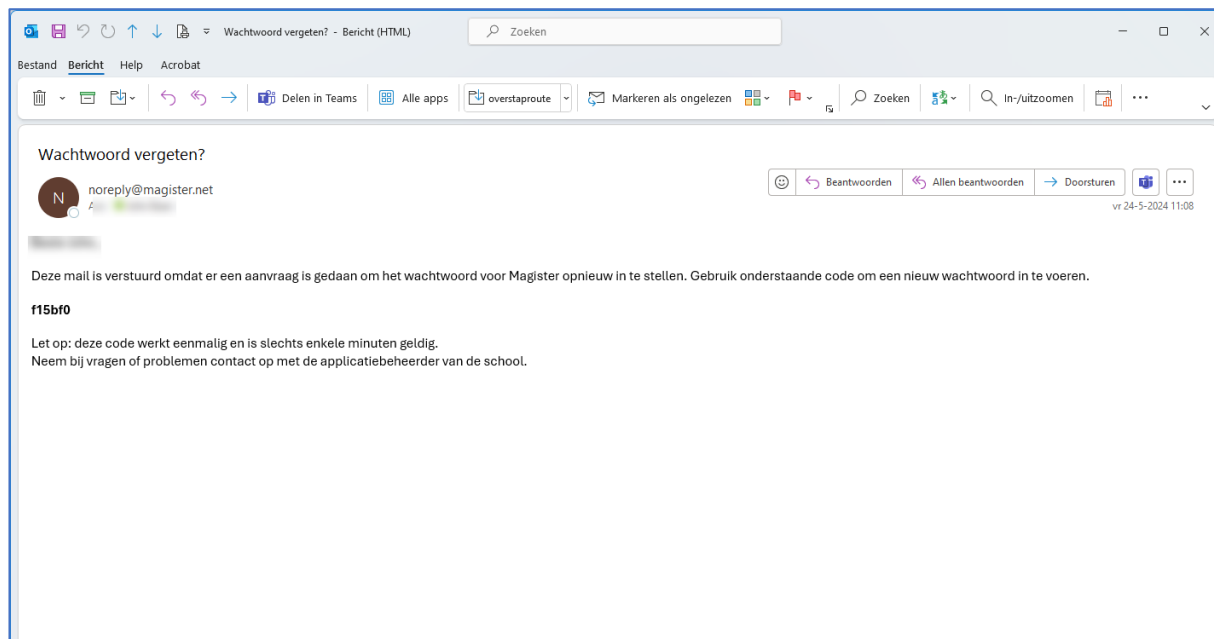 Wachtwoord vergeten? - Bericht (HTML)
Zoeken
Bestand Bericht Help Acrobat
Delen in Teams Alle apps overstaproute Markeren als ongelezen Zoeken In-/uitzoomen
Wachtwoord vergeten?
N
noreply@magister.net
Beantwoorden Allen beantwoorden Doorsturen
vr 24-5-2024 11:08
Deze mail is verstuurd omdat er een aanvraag is gedaan om het wachtwoord voor Magister opnieuw in te stellen. Gebruik onderstaande code om een nieuw wachtwoord in te voeren.
f15bf0
Let op: deze code werkt eenmalig en is slechts enkele minuten geldig.
Neem bij vragen of problemen contact op met de applicatiebeheerder van de school.